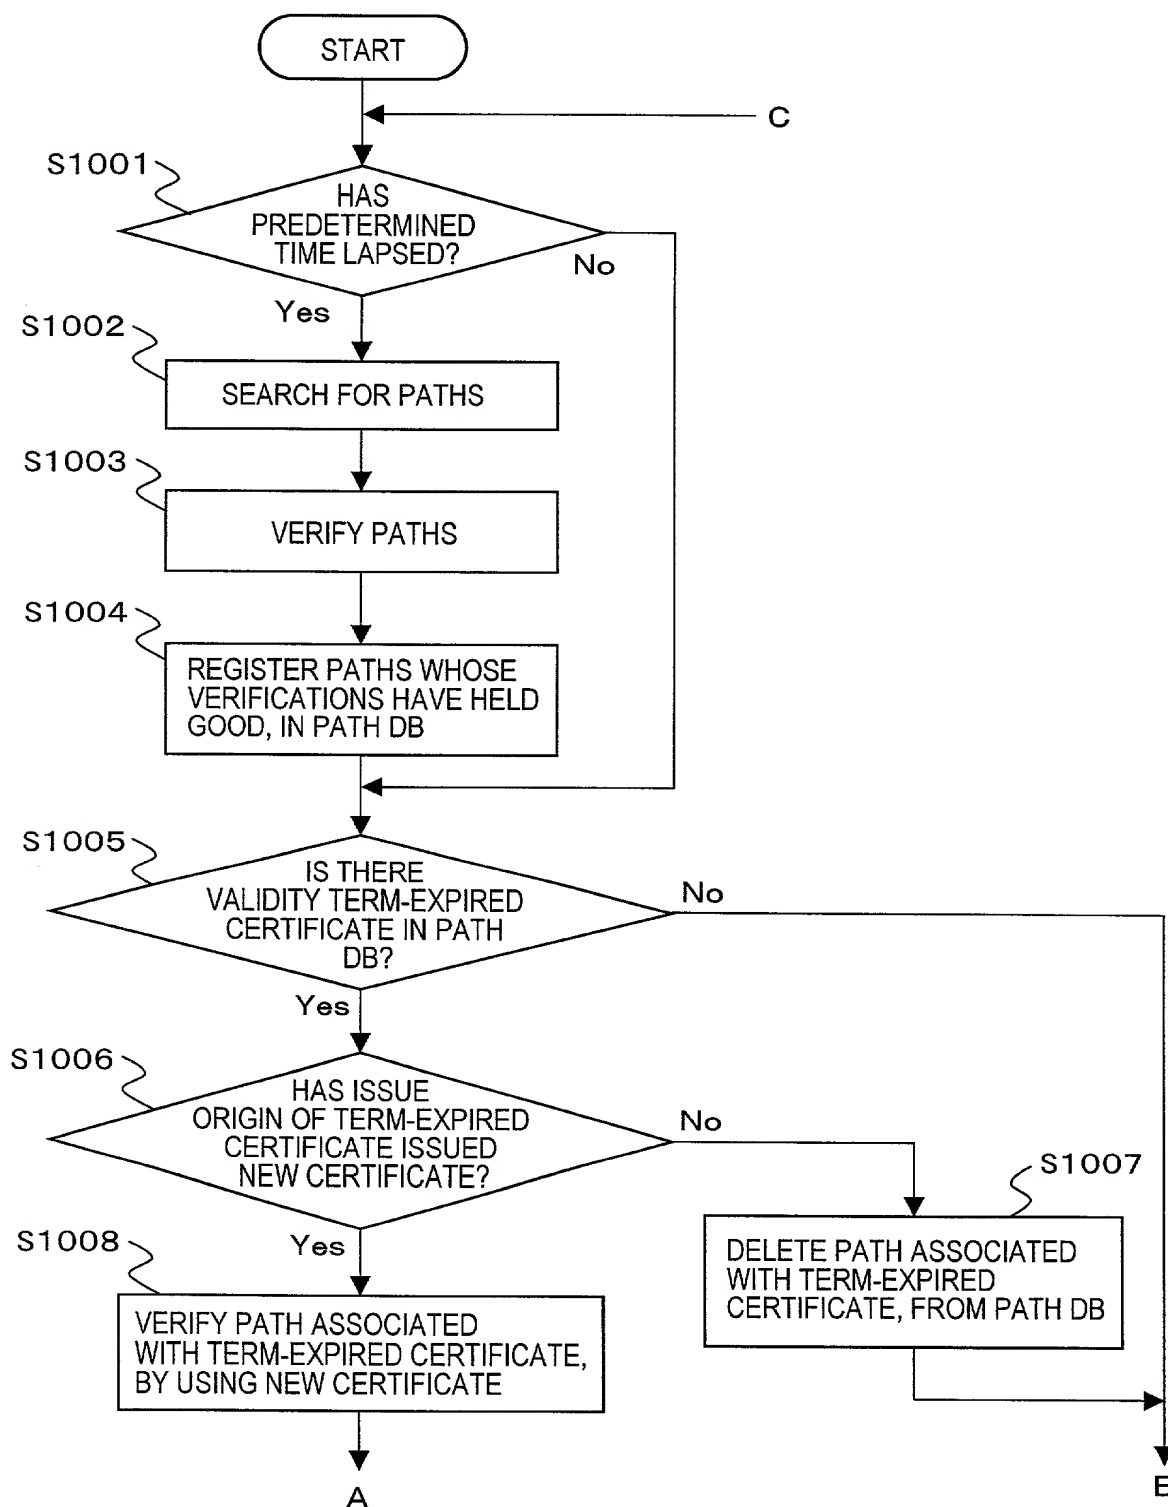 START
C
S1001
HAS
PREDETERMINED
TIME LAPSED?
No
Yes
S1002
SEARCH FOR PATHS
S1003
VERIFY PATHS
S1004
REGISTER PATHS WHOSE
VERIFICATIONS HAVE HELD
GOOD, IN PATH DB
S1005
IS THERE
VALIDITY TERM-EXPIRED
CERTIFICATE IN PATH
DB?
No
Yes
S1006
HAS ISSUE
ORIGIN OF TERM-EXPIRED
CERTIFICATE ISSUED
NEW CERTIFICATE?
No
S1007
Yes
DELETE PATH ASSOCIATED
WITH TERM-EXPIRED
CERTIFICATE, FROM PATH DB
S1008
VERIFY PATH ASSOCIATED
WITH TERM-EXPIRED CERTIFICATE,
BY USING NEW CERTIFICATE
A